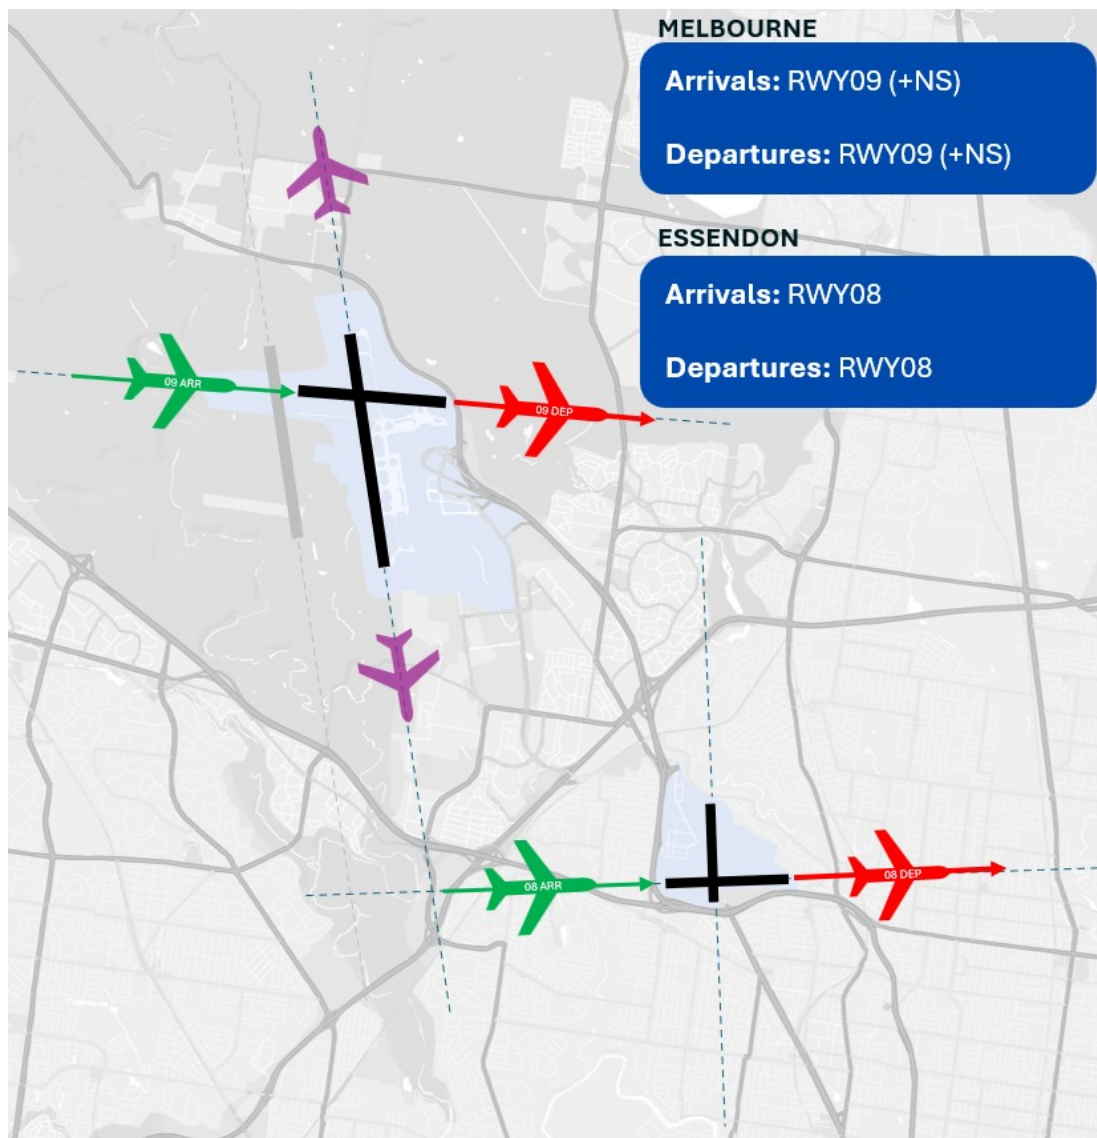 MELBOURNE
Arrivals: RWY09 (+NS)
Departures: RWY09 (+NS)
ESSENDON
Arrivals: RWY08
Departures: RWY08
09 ARR
09 DEP
08 ARR
08 DEP